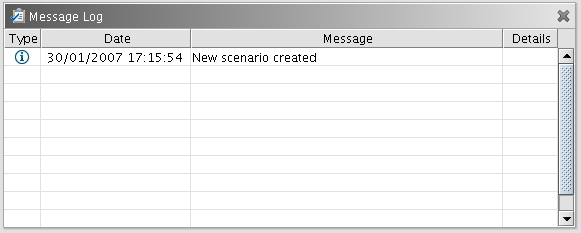 Message Log
Type Date Message Details
30/01/2007 17:15:54 New scenario created